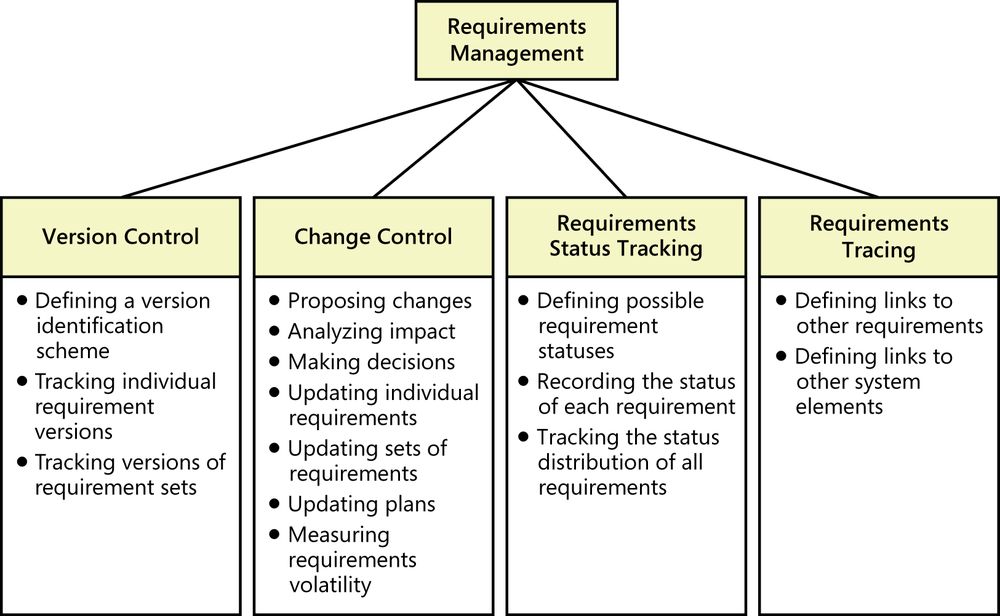 Requirements
Management
Version Control
● Defining a version
identification
scheme
● Tracking individual
requirement
versions
● Tracking versions of
requirement sets
Change Control
● Proposing changes
● Analyzing impact
● Making decisions
● Updating individual
requirements
● Updating sets of
requirements
● Updating plans
● Measuring
requirements
volatility
Requirements
Status Tracking
● Defining possible
requirement
statuses
● Recording the status
of each requirement
● Tracking the status
distribution of all
requirements
Requirements
Tracing
● Defining links to
other requirements
● Defining links to
other system
elements